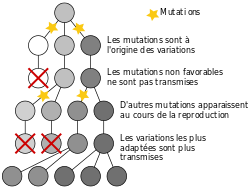 Mutations
Les mutations sont à
l'origine des variations
Les mutations non favorables
ne sont pas transmises
D'autres mutations apparaissent
au cours de la reproduction
Les variations les plus
adaptées sont plus
transmises